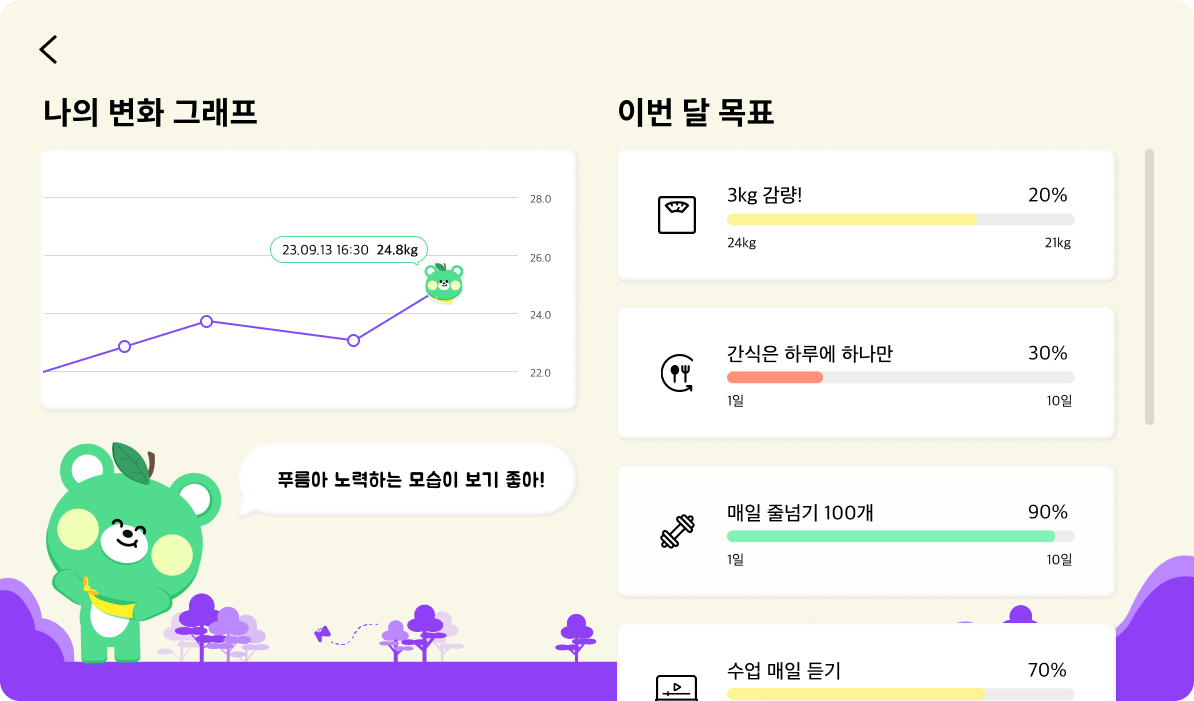 나의 변화 그래프
28.0
26.0
23.09.13 16:30 24.8kg
24.0
22.0
푸름아 노력하는 모습이 보기 좋아!
이번 달 목표
3kg 감량!
20%
24kg
21kg
간식은 하루에 하나만
30%
1일
10일
매일 줄넘기 100개
90%
1일
10일
수업 매일 듣기
70%